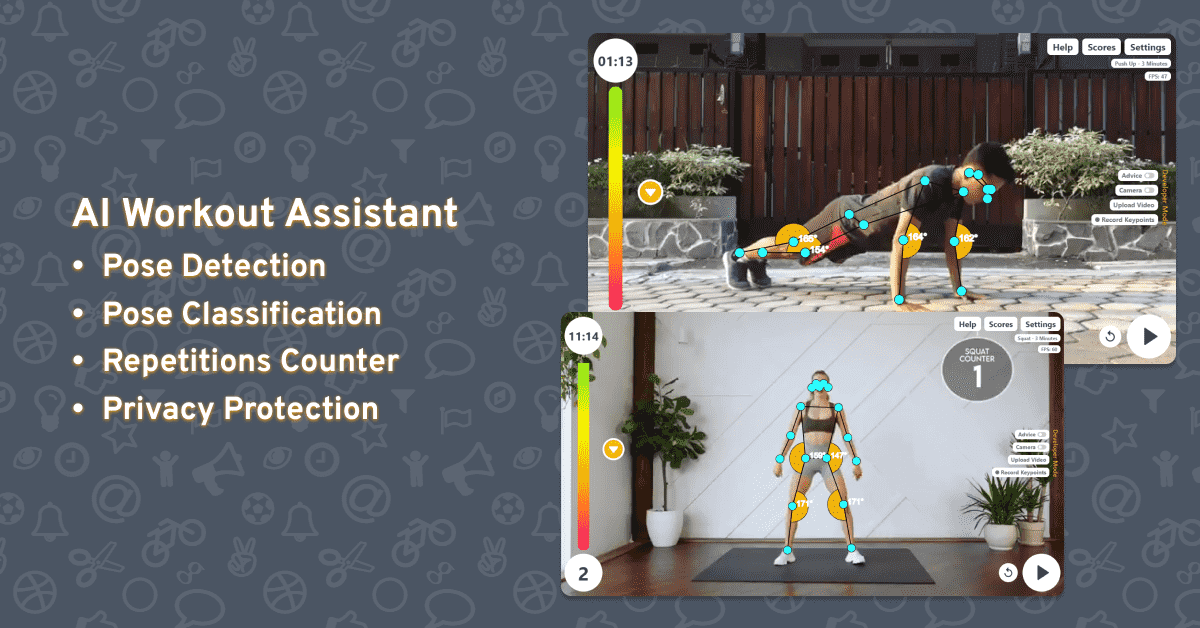 AI Workout Assistant
• Pose Detection
• Pose Classification
• Repetitions Counter
• Privacy Protection
01:13
Help Scores Settings
Push Up - 3 Minutes
FPS: 47
Advice
Camera
Upload Video
Record Keypoints
Developer Mode
164°
164°
162°
11:14
Help Scores Settings
Squat - 3 Minutes
SQUAT
COUNTER
1
Advice
Camera
Upload Video
Record Keypoints
Developer Mode
159° 147°
171° 171°
2